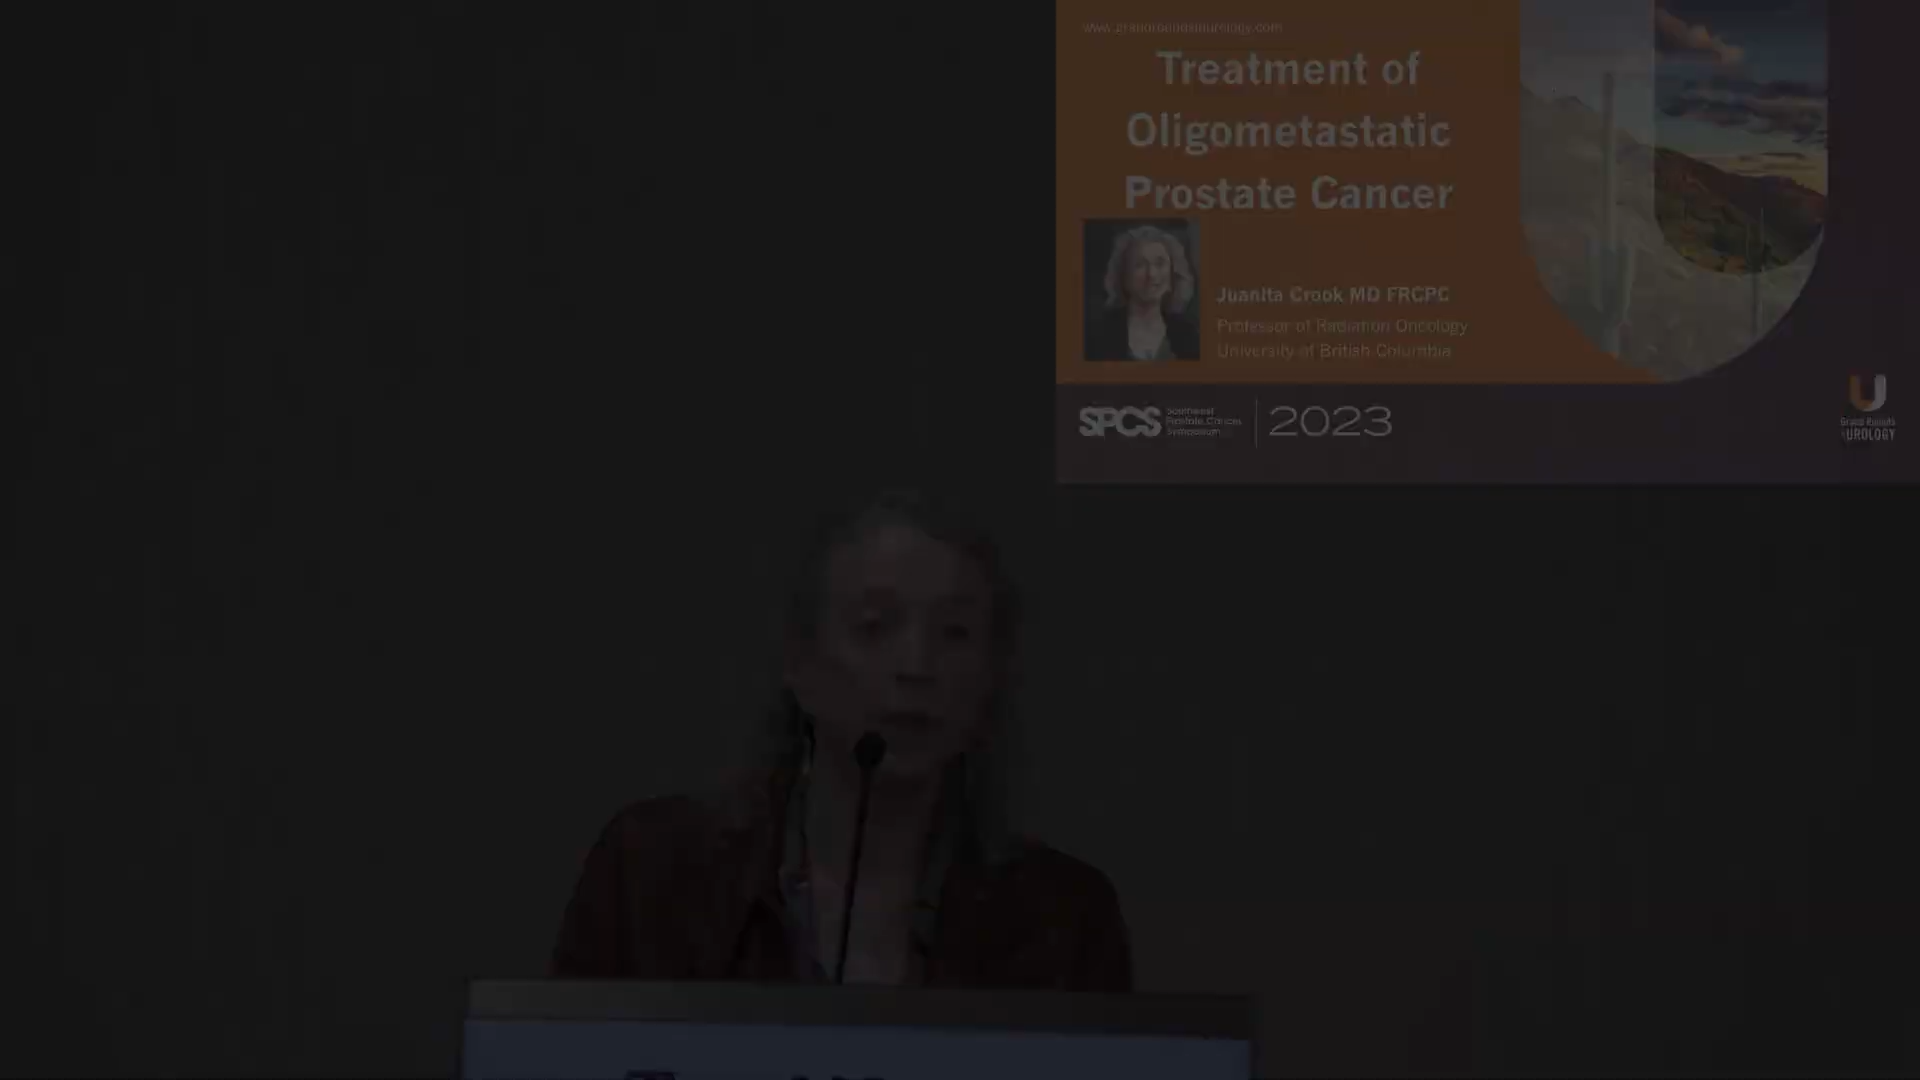 www.grandroundsinurology.com
Treatment of
Oligometastatic
Prostate Cancer
Juanita Crook MD FRCPC
Professor of Radiation Oncology
University of British Columbia
SPCS
Southwest
Prostate Cancer
Symposium
2023
Grand Rounds
in UROLOGY